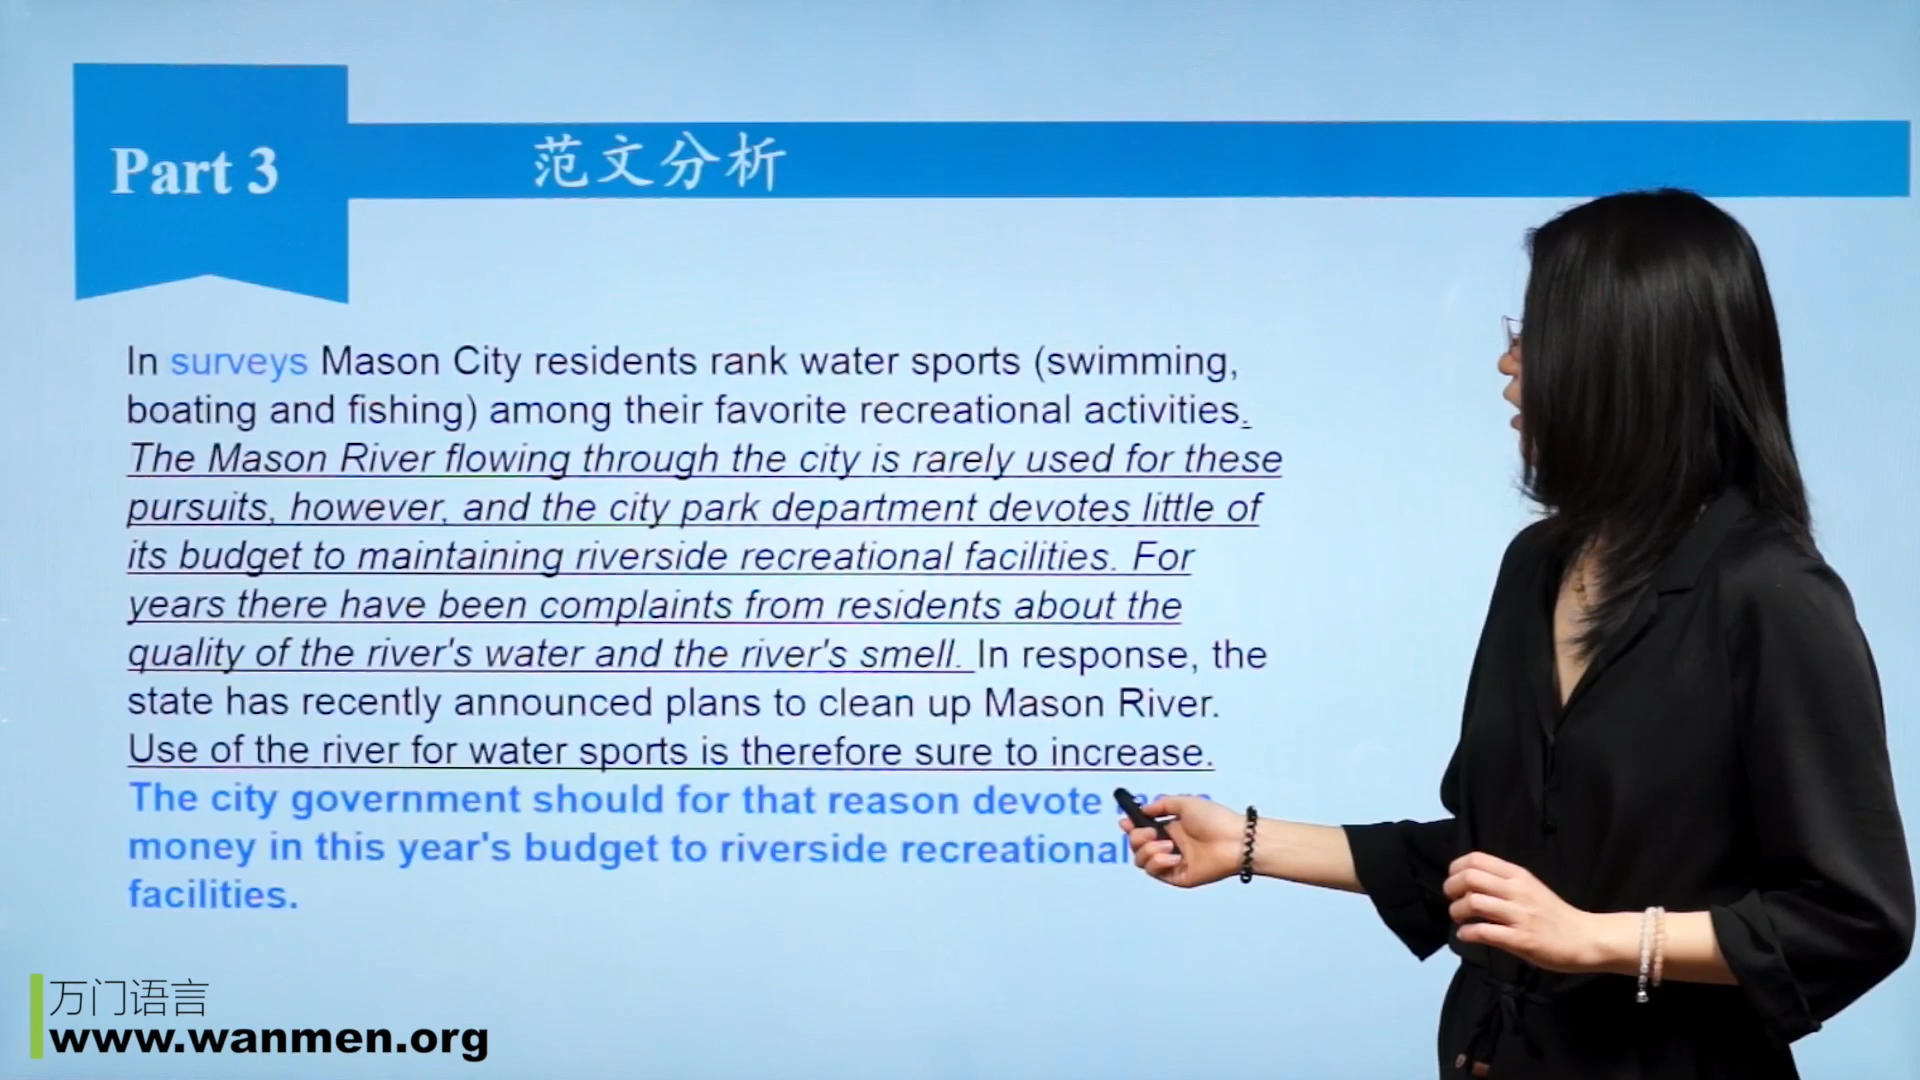 Part 3
范文分析
In surveys Mason City residents rank water sports (swimming,
boating and fishing) among their favorite recreational activities.
The Mason River flowing through the city is rarely used for these
pursuits, however, and the city park department devotes little of
its budget to maintaining riverside recreational facilities. For
years there have been complaints from residents about the
quality of the river's water and the river's smell. In response, the
state has recently announced plans to clean up Mason River.
Use of the river for water sports is therefore sure to increase.
The city government should for that reason devote
money in this year's budget to riverside recreational
facilities.
万门语言
www.wanmen.org